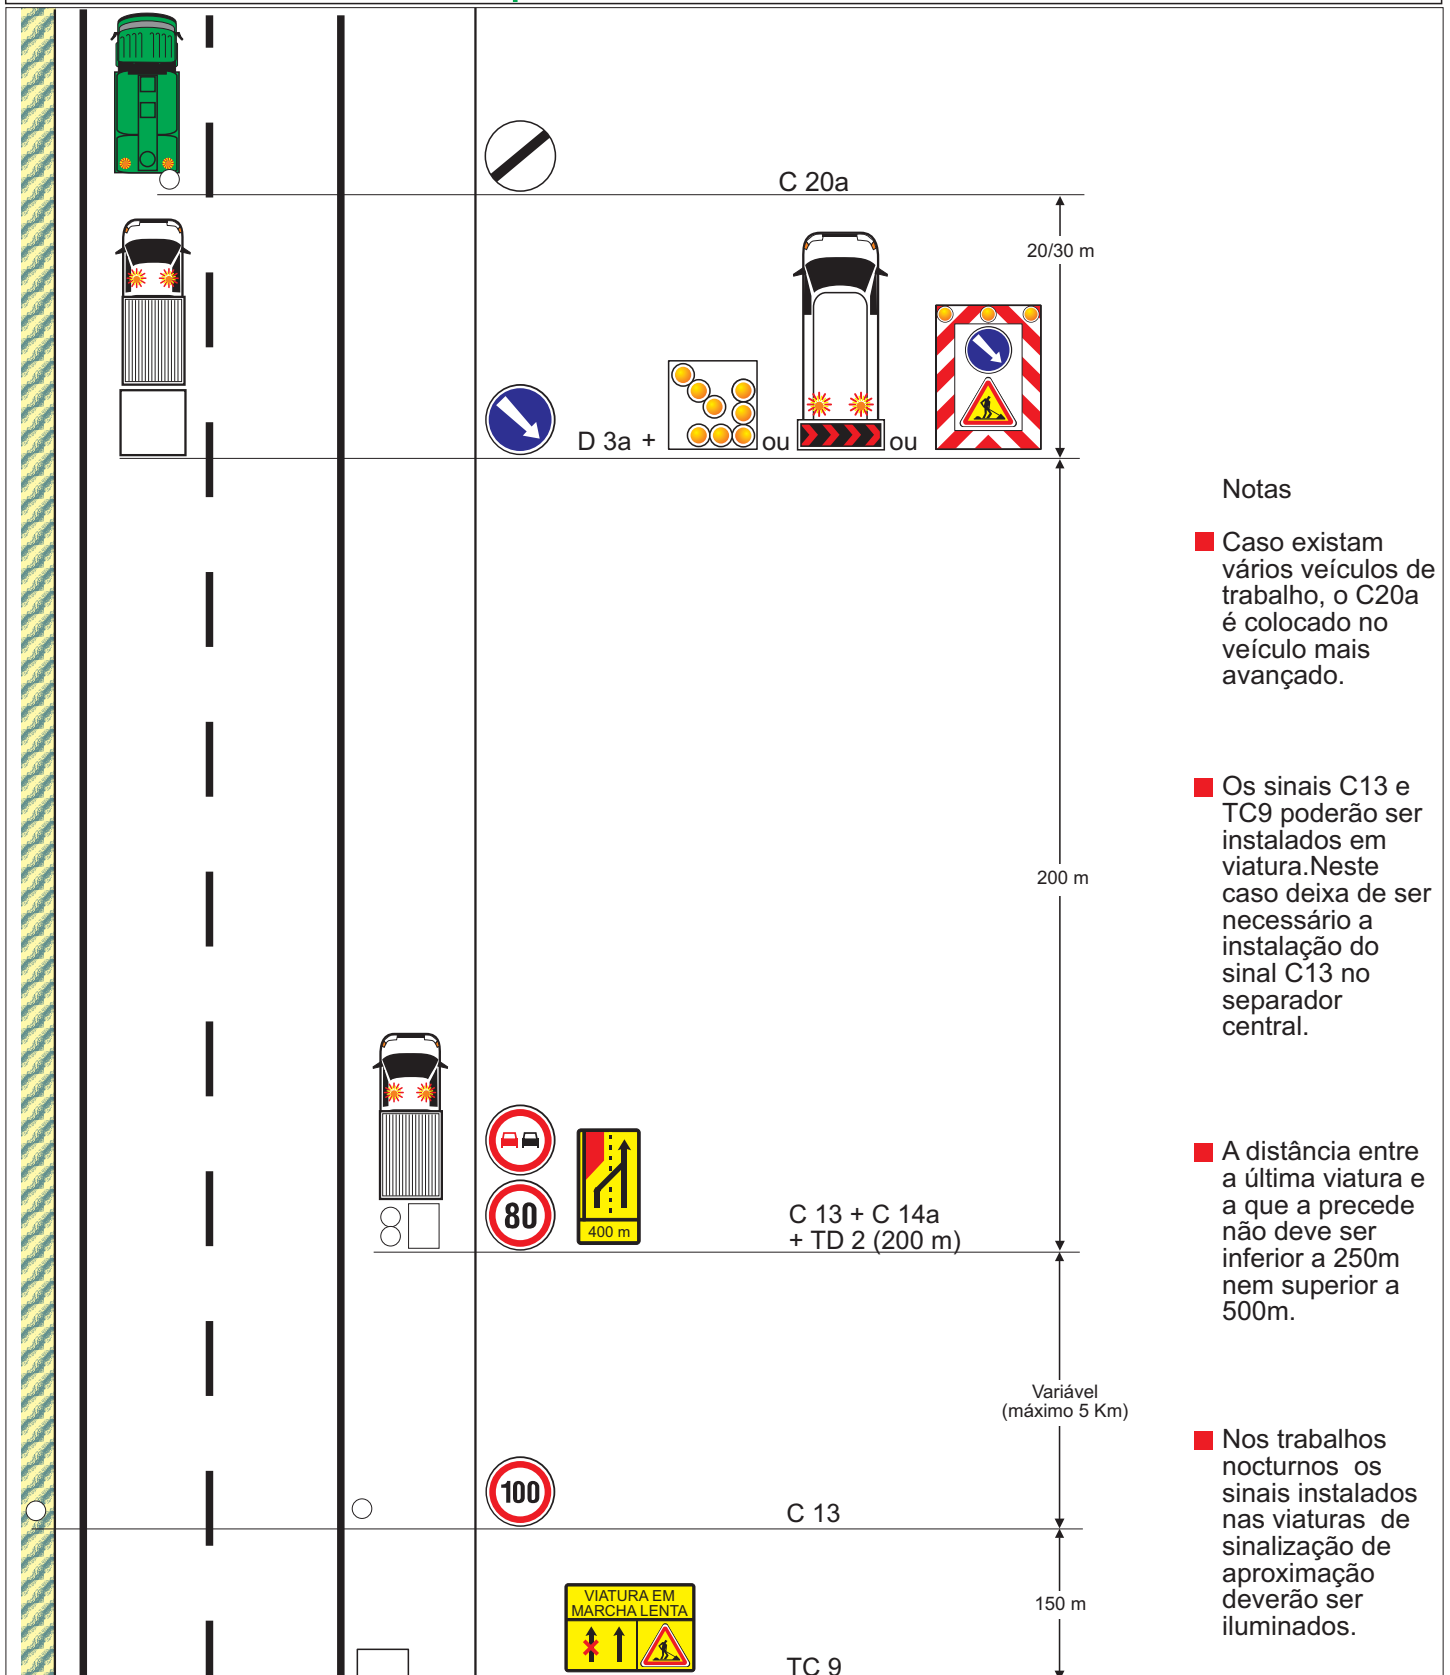 C 20a
20/30 m
D 3a + ou ou
Notas
Caso existam
vários veículos de
trabalho, o C20a
é colocado no
veículo mais
avançado.
Os sinais C13 e
TC9 poderão ser
instalados em
viatura.Neste
caso deixa de ser
necessário a
instalação do
sinal C13 no
separador
central.
200 m
A distância entre
a última viatura e
a que a precede
não deve ser
inferior a 250m
nem superior a
500m.
80
400 m
C 13 + C 14a
+ TD 2 (200 m)
Variável
(máximo 5 Km)
Nos trabalhos
nocturnos os
sinais instalados
nas viaturas de
sinalização de
aproximação
deverão ser
iluminados.
100
C 13
150 m
VIATURA EM
MARCHA LENTA
TC 9